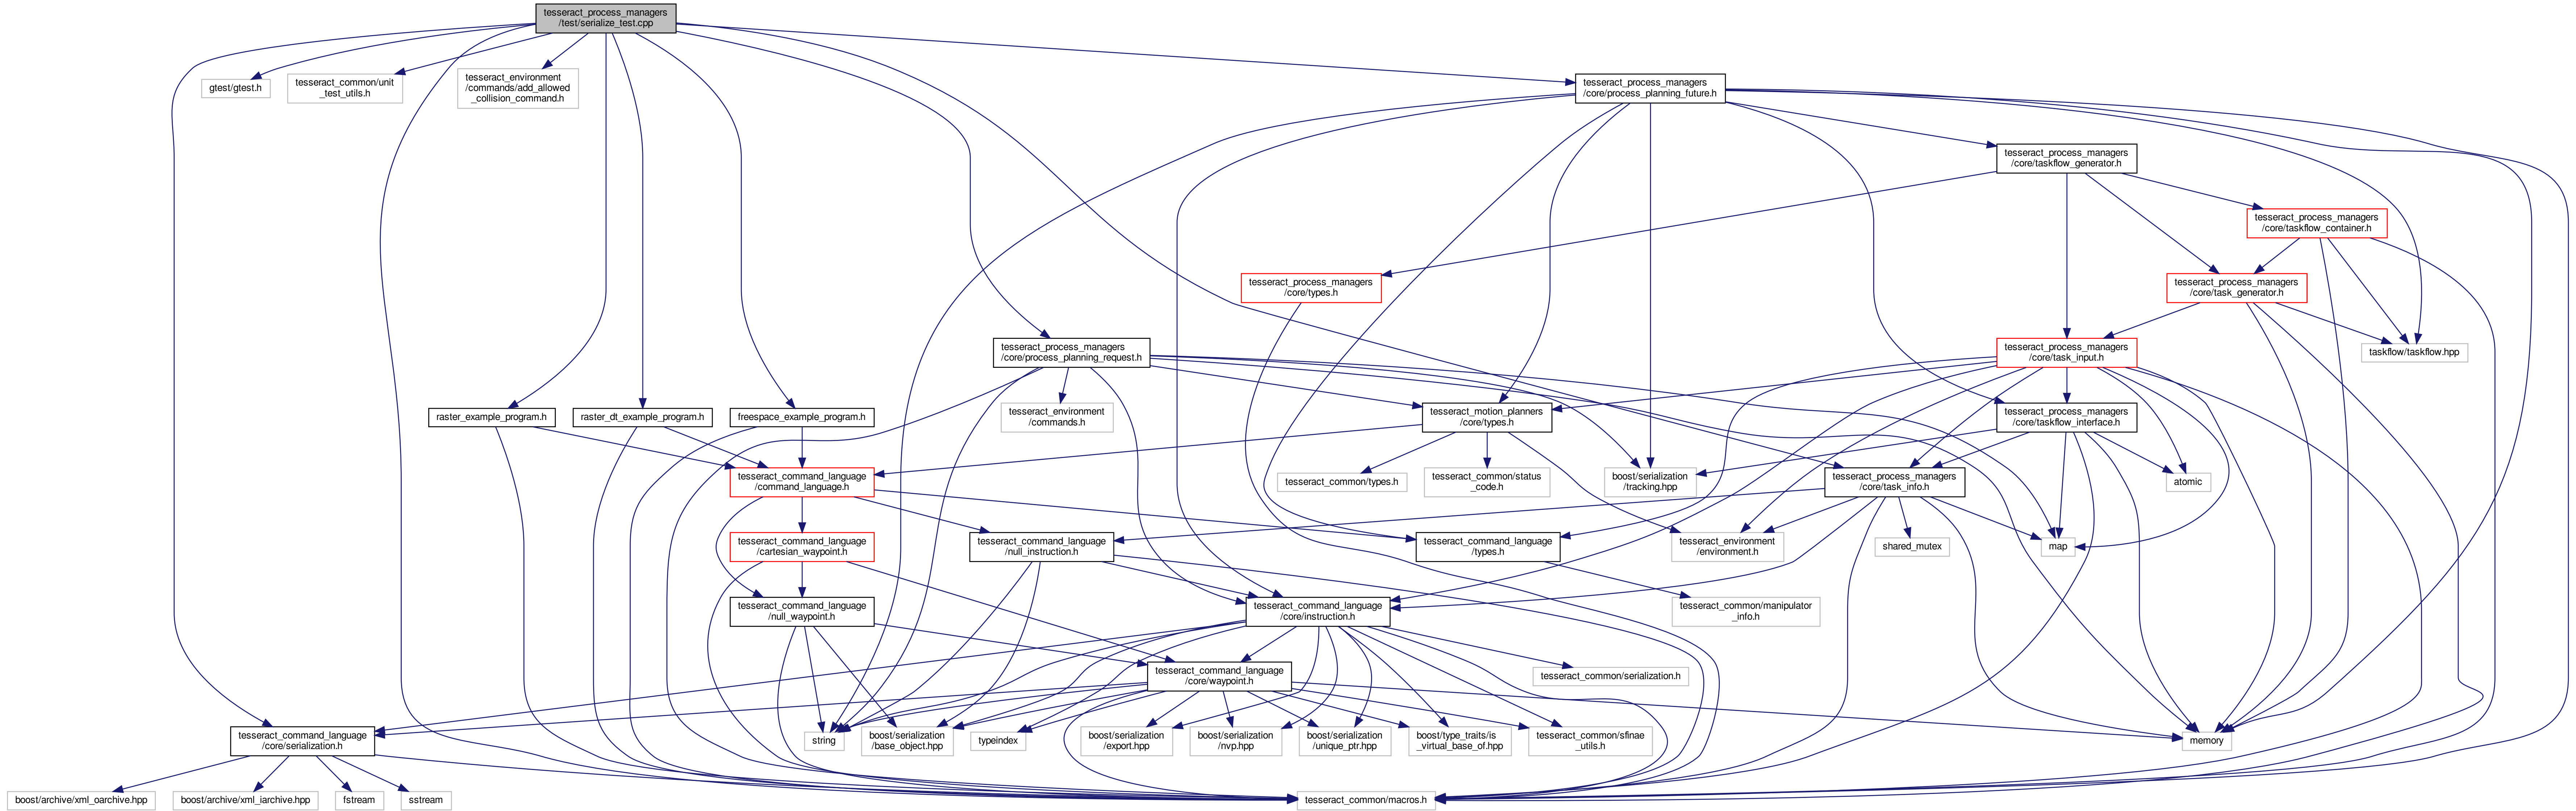 tesseract_process_managers
/test/serialize_test.cpp
gtest/gtest.h
tesseract_common/unit
_test_utils.h
tesseract_environment
/commands/add_allowed
_collision_command.h
tesseract_process_managers
/core/process_planning_future.h
tesseract_process_managers
/core/taskflow_generator.h
tesseract_process_managers
/core/taskflow_container.h
tesseract_process_managers
/core/types.h
tesseract_process_managers
/core/task_generator.h
tesseract_process_managers
/core/process_planning_request.h
tesseract_process_managers
/core/task_input.h
taskflow/taskflow.hpp
raster_example_program.h
raster_dt_example_program.h
freespace_example_program.h
tesseract_environment
/commands.h
tesseract_motion_planners
/core/types.h
tesseract_process_managers
/core/taskflow_interface.h
tesseract_command_language
/command_language.h
tesseract_common/types.h
tesseract_common/status
_code.h
boost/serialization
/tracking.hpp
tesseract_process_managers
/core/task_info.h
atomic
tesseract_command_language
/cartesian_waypoint.h
tesseract_command_language
/null_instruction.h
tesseract_command_language
/types.h
tesseract_environment
/environment.h
shared_mutex
map
tesseract_command_language
/null_waypoint.h
tesseract_command_language
/core/instruction.h
tesseract_common/manipulator
_info.h
tesseract_command_language
/core/waypoint.h
tesseract_common/serialization.h
tesseract_command_language
/core/serialization.h
string
boost/serialization
/base_object.hpp
typeindex
boost/serialization
/export.hpp
boost/serialization
/nvp.hpp
boost/serialization
/unique_ptr.hpp
boost/type_traits/is
_virtual_base_of.hpp
tesseract_common/sfinae
_utils.h
memory
boost/archive/xml_oarchive.hpp
boost/archive/xml_iarchive.hpp
fstream
sstream
tesseract_common/macros.h